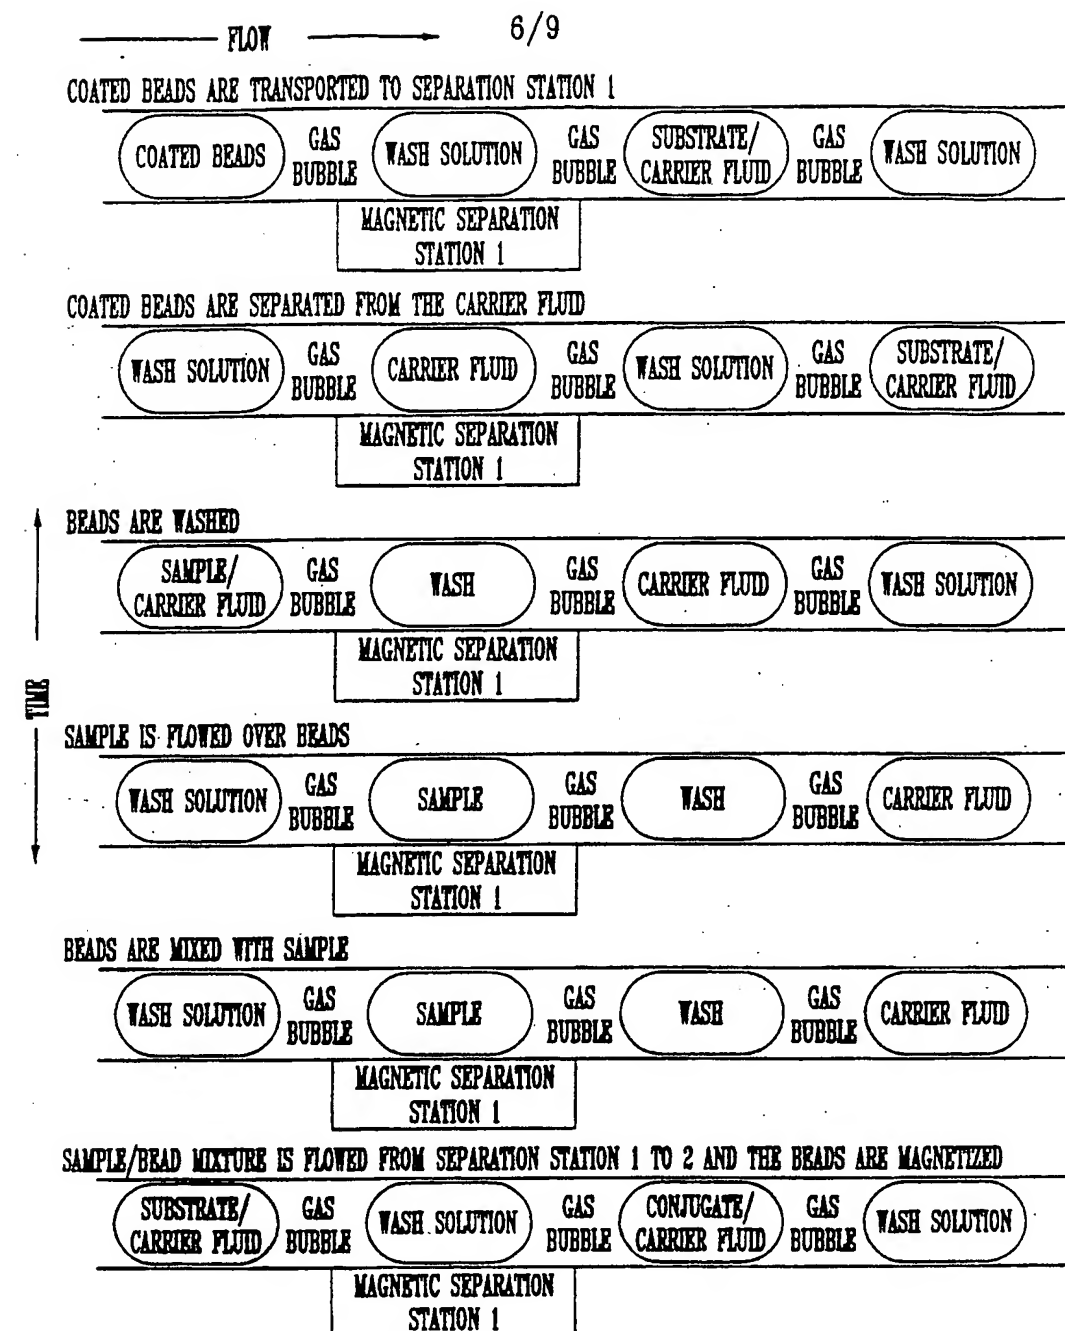 FLOW 6/9
COATED BEADS ARE TRANSPORTED TO SEPARATION STATION 1
COATED BEADS GAS BUBBLE WASH SOLUTION GAS BUBBLE SUBSTRATE/ CARRIER FLUID GAS BUBBLE WASH SOLUTION
MAGNETIC SEPARATION
STATION 1
COATED BEADS ARE SEPARATED FROM THE CARRIER FLUID
WASH SOLUTION GAS BUBBLE CARRIER FLUID GAS BUBBLE WASH SOLUTION GAS BUBBLE SUBSTRATE/ CARRIER FLUID
MAGNETIC SEPARATION
STATION 1
BEADS ARE WASHED
SAMPLE/ CARRIER FLUID GAS BUBBLE WASH GAS BUBBLE CARRIER FLUID GAS BUBBLE WASH SOLUTION
MAGNETIC SEPARATION
STATION 1
TIME
SAMPLE IS FLOWED OVER BEADS
WASH SOLUTION GAS BUBBLE SAMPLE GAS BUBBLE WASH GAS BUBBLE CARRIER FLUID
MAGNETIC SEPARATION
STATION 1
BEADS ARE MIXED WITH SAMPLE
WASH SOLUTION GAS BUBBLE SAMPLE GAS BUBBLE WASH GAS BUBBLE CARRIER FLUID
MAGNETIC SEPARATION
STATION 1
SAMPLE/BEAD MIXTURE IS FLOWED FROM SEPARATION STATION 1 TO 2 AND THE BEADS ARE MAGNETIZED
SUBSTRATE/ CARRIER FLUID GAS BUBBLE WASH SOLUTION GAS BUBBLE CONJUGATE/ CARRIER FLUID GAS BUBBLE WASH SOLUTION
MAGNETIC SEPARATION
STATION 1